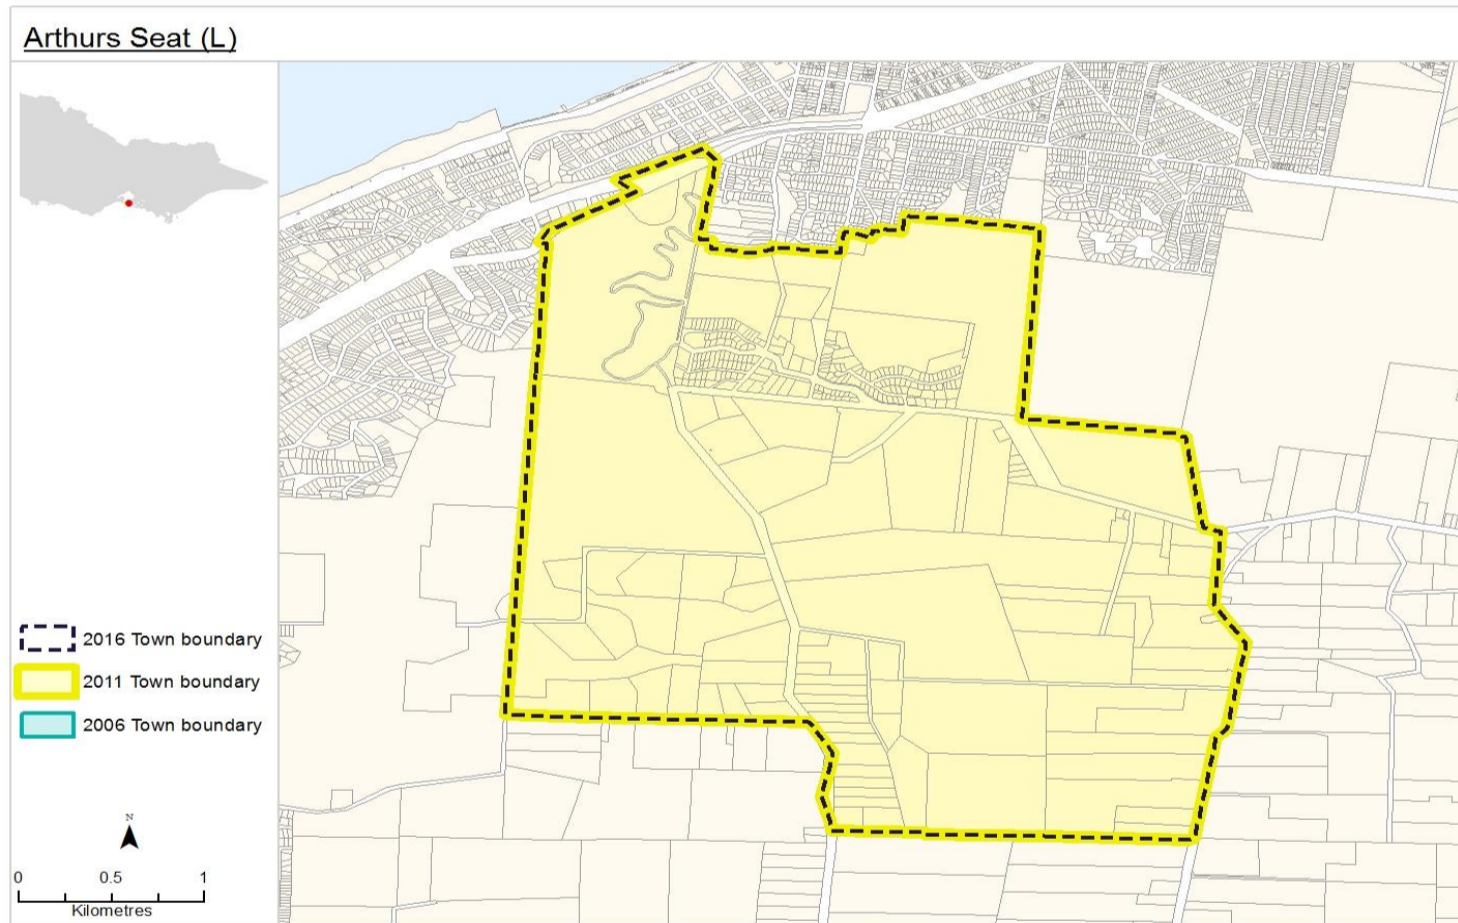 Arthurs Seat (L)
2016 Town boundary
2011 Town boundary
2006 Town boundary
N
0 0.5 1
Kilometres